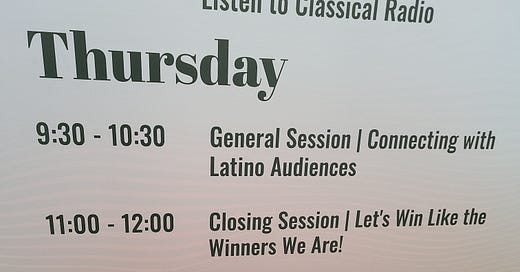 Listen to Classical Radio
Thursday
9:30 - 10:30 General Session | Connecting with
Latino Audiences
11:00 - 12:00 Closing Session | Let's Win Like the
Winners We Are!